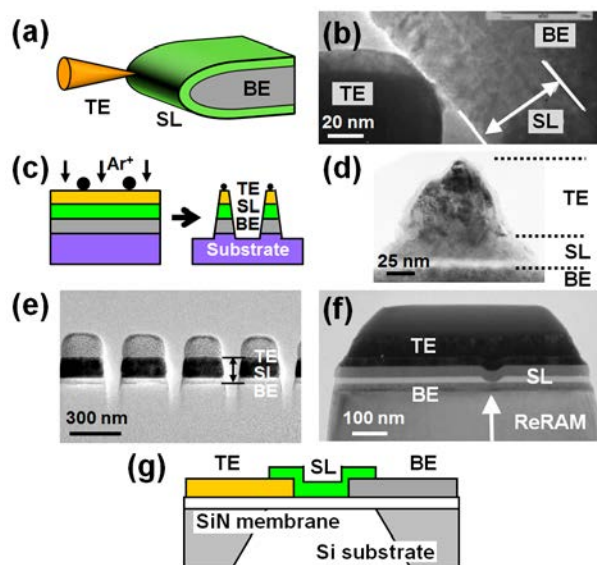 (a)
TE
SL
BE
(b)
BE
TE
SL
20 nm
(c)
Ar+
TE
SL
BE
Substrate
(d)
TE
SL
BE
25 nm
(e)
TE
SL
BE
300 nm
(f)
TE
SL
BE
100 nm
ReRAM
(g)
TE
SL
BE
SiN membrane
Si substrate